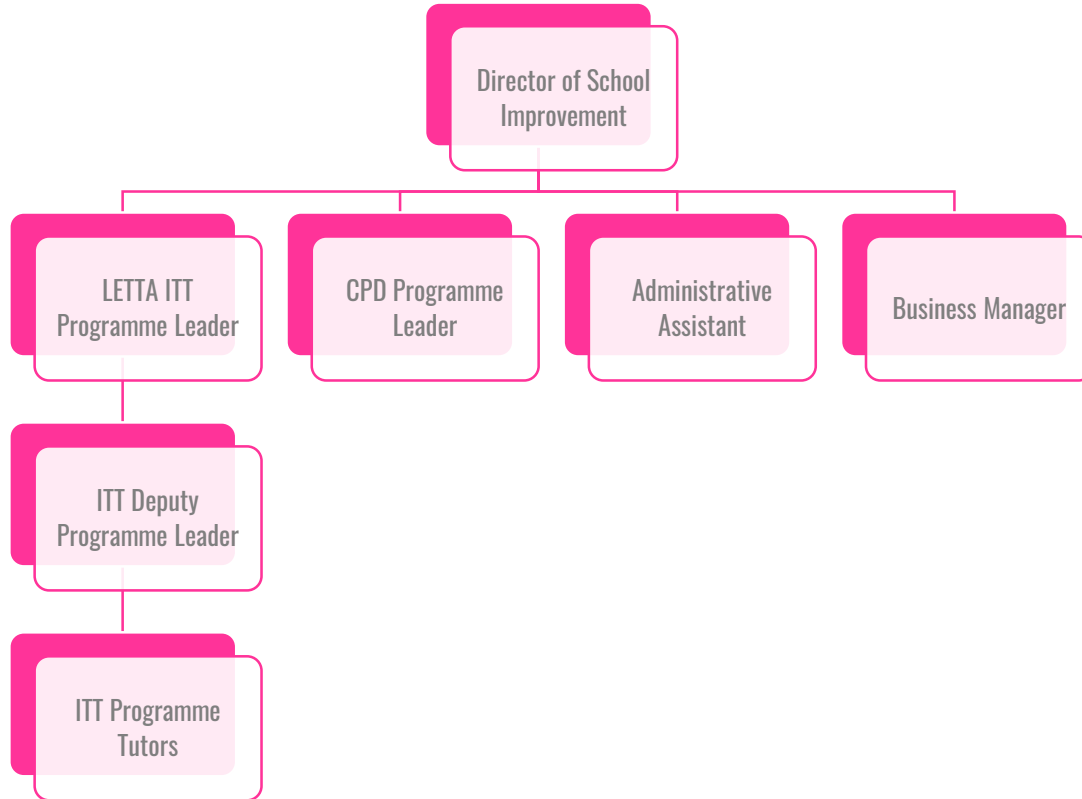 Director of School
Improvement
LETTA ITT
Programme Leader
CPD Programme
Leader
Administrative
Assistant
Business Manager
ITT Deputy
Programme Leader
ITT Programme
Tutors